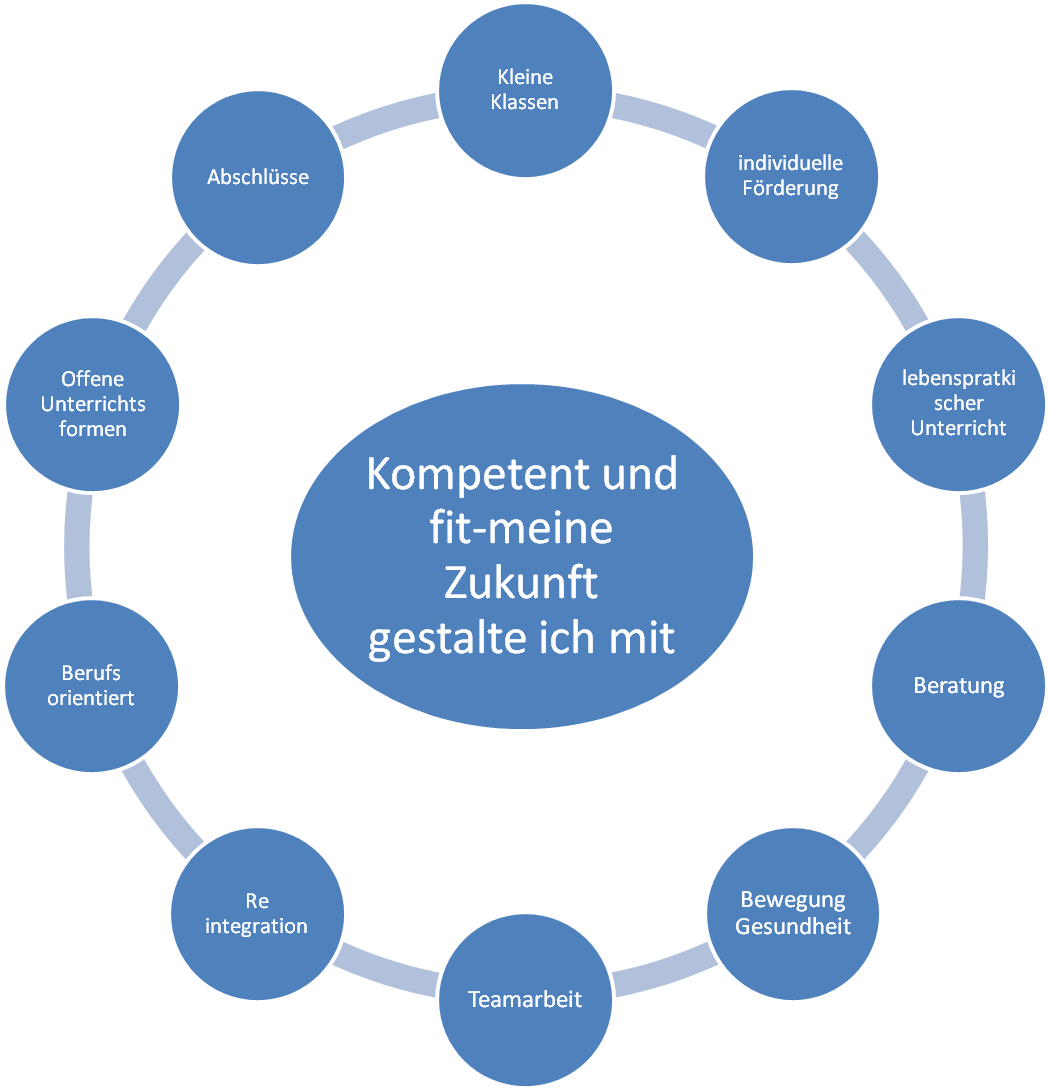 Kleine
Klassen
individuelle
Förderung
lebenspratki
scher
Unterricht
Beratung
Bewegung
Gesundheit
Teamarbeit
Re
integration
Berufs
orientiert
Offene
Unterrichts
formen
Abschlüsse
Kompetent und
fit-meine
Zukunft
gestalte ich mit